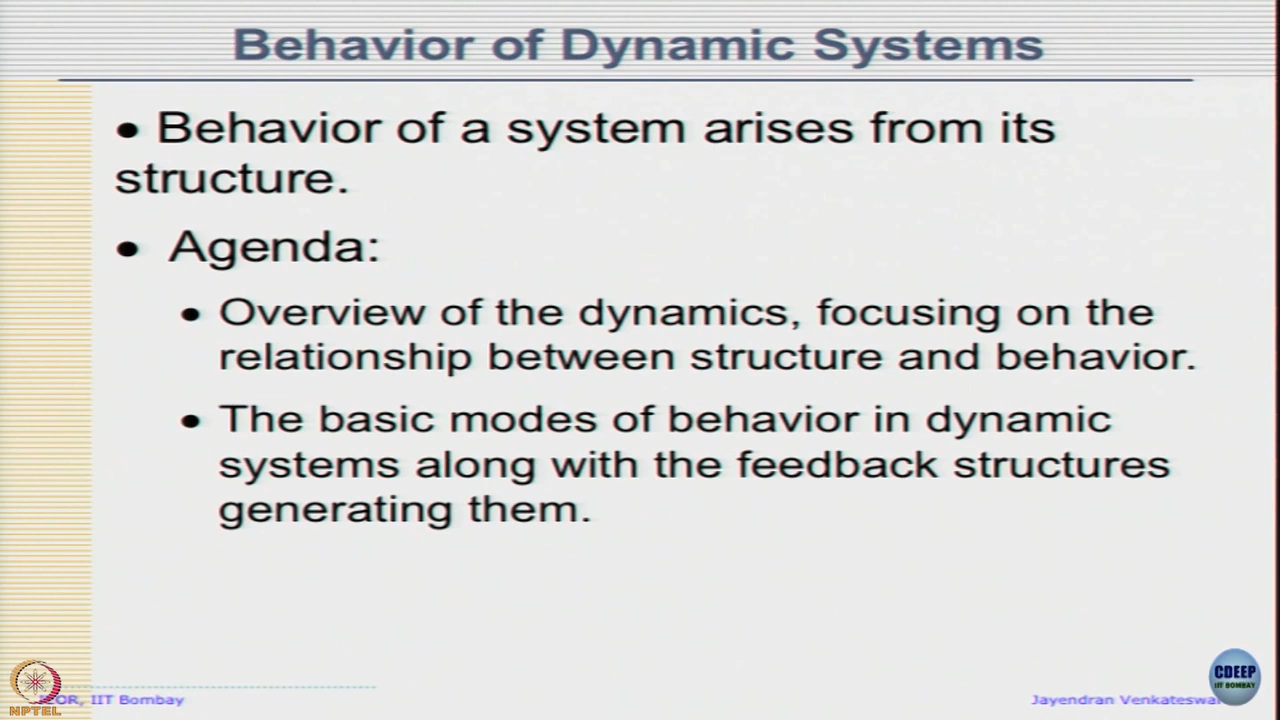 Behavior of Dynamic Systems
• Behavior of a system arises from its
structure.
• Agenda:
• Overview of the dynamics, focusing on the
relationship between structure and behavior.
• The basic modes of behavior in dynamic
systems along with the feedback structures
generating them.
IIT Bombay
Jayendran
CDEEP
IIT BOMBAY
NPTEL